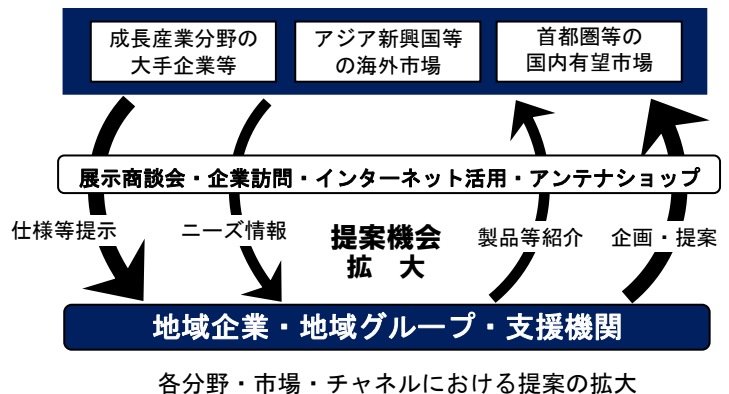 成長産業分野の
大手企業等
アジア新興国等
の海外市場
首都圏等の
国内有望市場
展示商談会・企業訪問・インターネット活用・アンテナショップ
仕様等提示
ニーズ情報
提案機会
拡　大
製品等紹介
企画・提案
地域企業・地域グループ・支援機関
各分野・市場・チャネルにおける提案の拡大